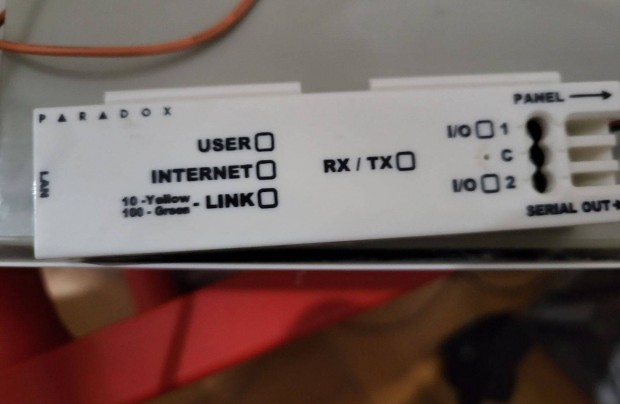 PARADOX
PANEL
USER
I/O 1
INTERNET
RX / TX
C
LAN
10 -Yellow
100 - Green - LINK
I/O 2
SERIAL OUT